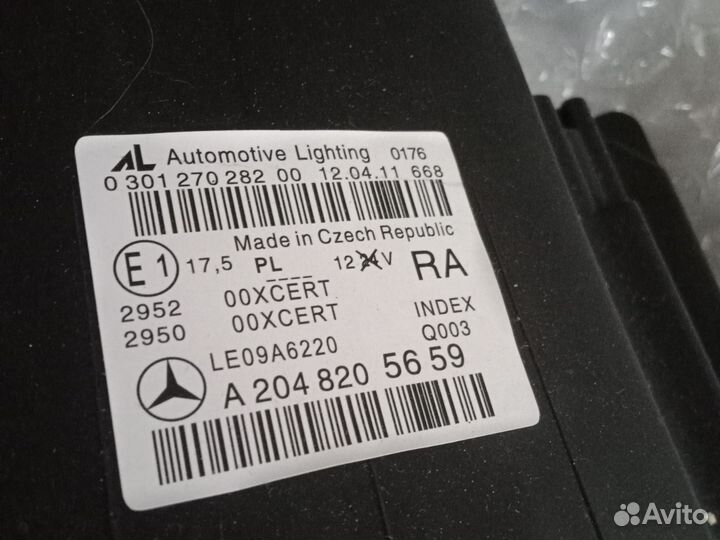 AL Automotive Lighting 0176
0 301 270 282 00 12.04.11 668
Made in Czech Republic
E1 17,5 PL 12 24V RA
2952 00XCERT
2950 00XCERT INDEX
LE09A6220 Q003
A 204 820 56 59
Avito